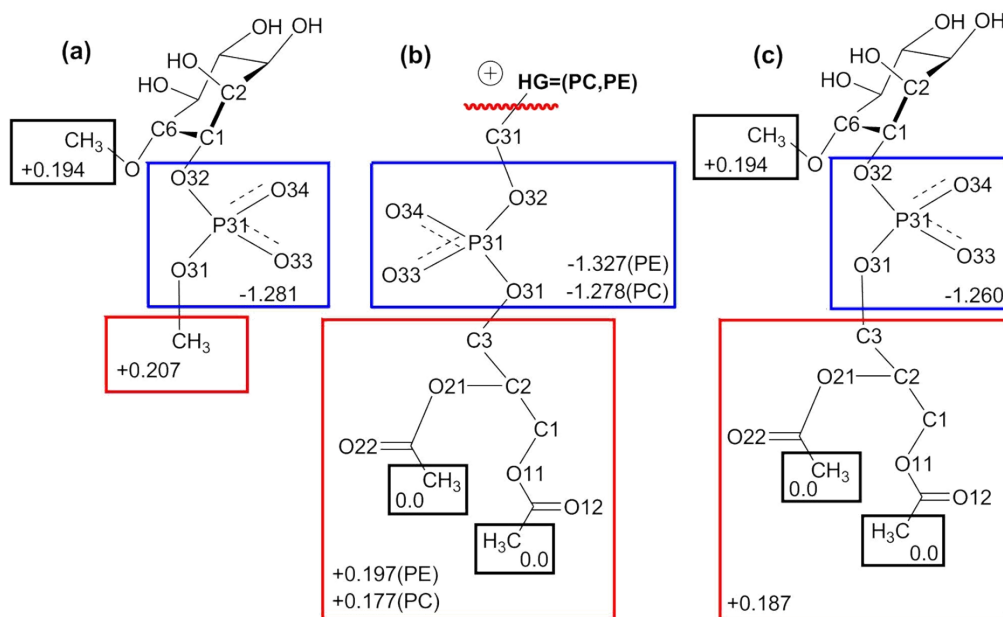 (a)
OH
OH
HO
HO
C2
C6
C1
CH3
O
+0.194
O32
O34
P31
O33
O31
-1.281
CH3
+0.207
(b)
+
HG=(PC,PE)
C31
O32
O34
P31
O33
O31
-1.327(PE)
-1.278(PC)
C3
O21
C2
C1
O22
CH3
0.0
O11
O12
H3C
0.0
+0.197(PE)
+0.177(PC)
(c)
OH
OH
HO
HO
C2
C6
C1
CH3
O
+0.194
O32
O34
P31
O33
O31
-1.260
C3
O21
C2
C1
O22
CH3
0.0
O11
O12
H3C
0.0
+0.187